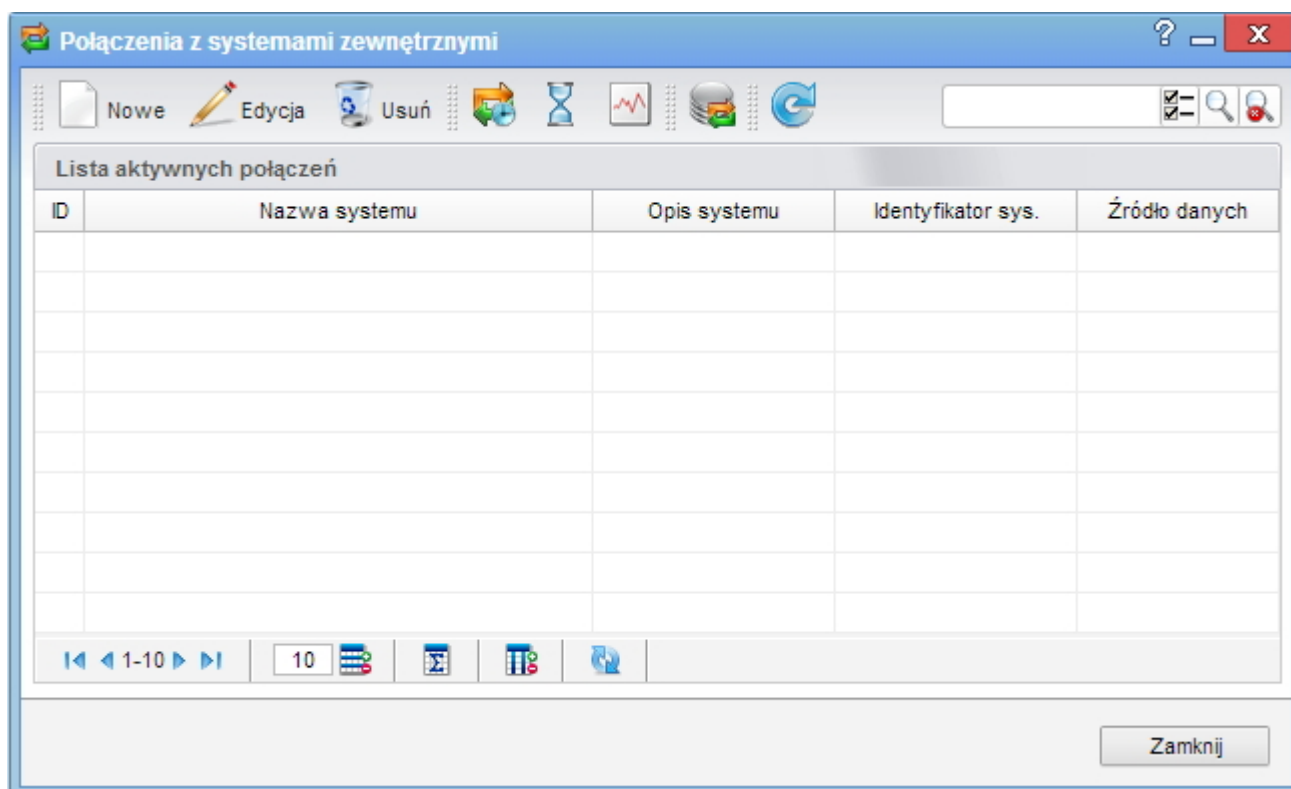 Połączenia z systemami zewnętrznymi
Nowe Edycja Usuń
Lista aktywnych połączeń
ID Nazwa systemu Opis systemu Identyfikator sys. Źródło danych
1-10 10
Zamknij